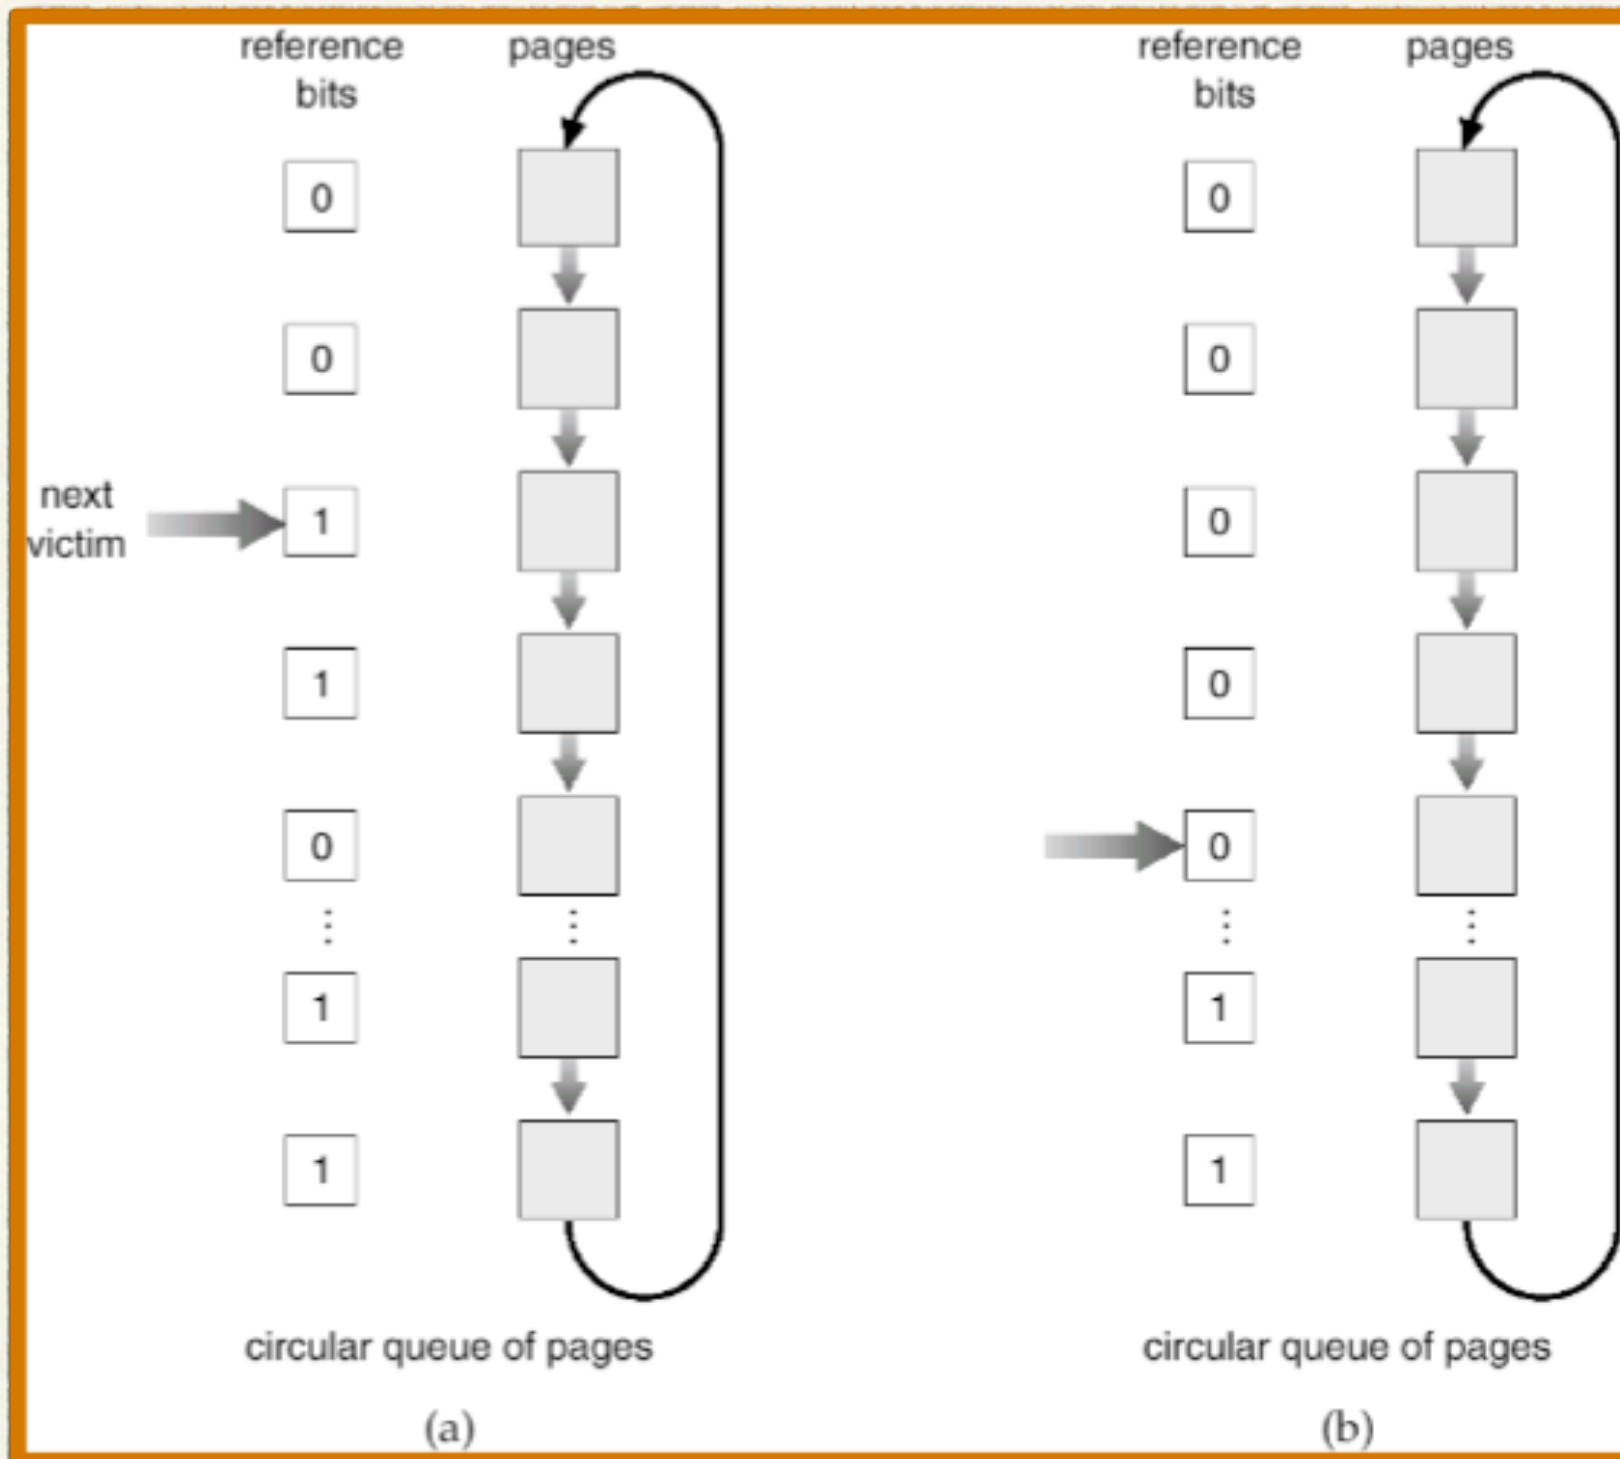 reference
bits
pages
0
0
next
victim
1
1
0
1
1
circular queue of pages
(a)
reference
bits
pages
0
0
0
0
0
1
1
circular queue of pages
(b)